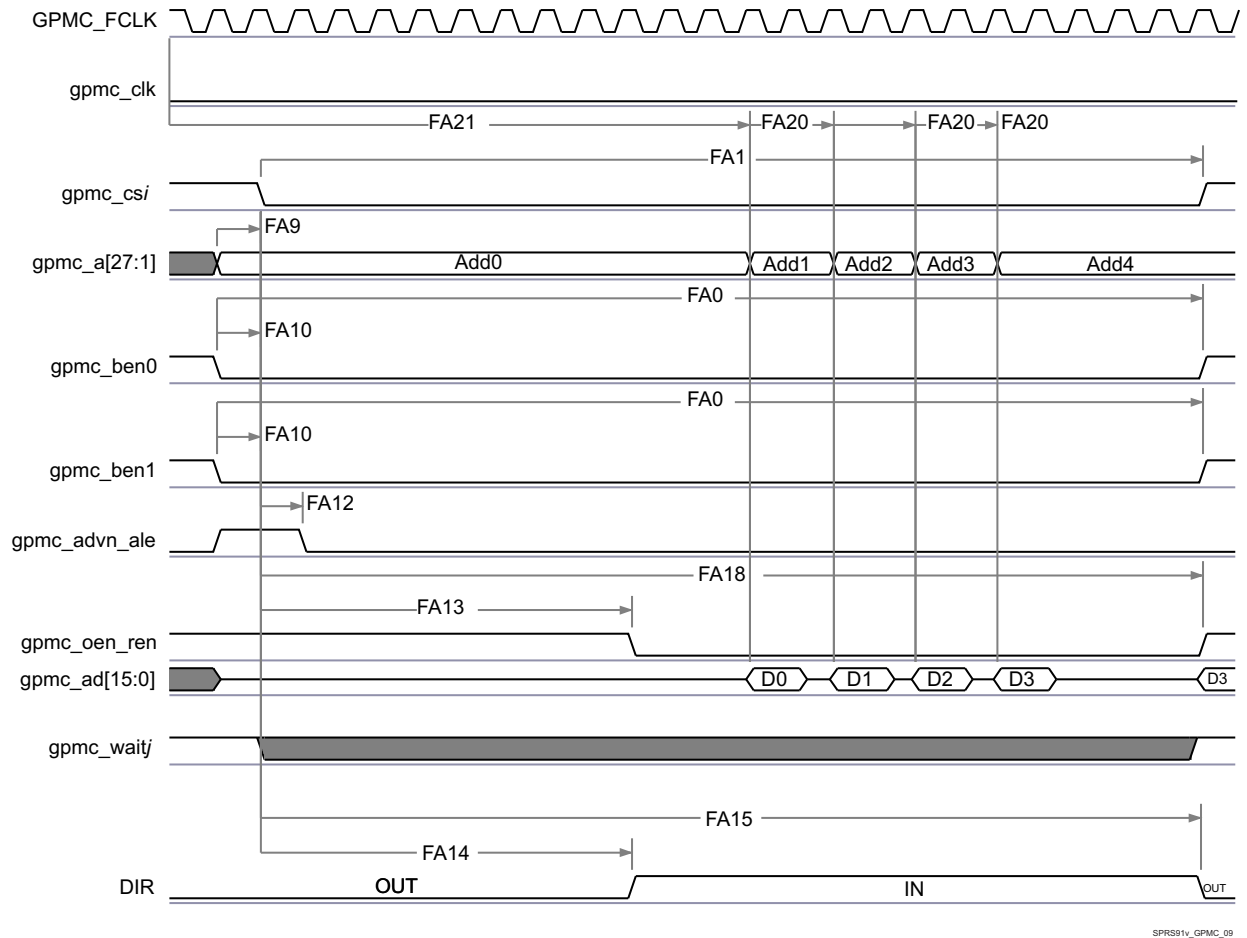 GPMC_FCLK
gpmc_clk
FA21 FA20 FA20 FA20
FA1
gpmc_csi
FA9
gpmc_a[27:1] Add0 Add1 Add2 Add3 Add4
FA0
FA10
gpmc_ben0
FA0
FA10
gpmc_ben1
FA12
gpmc_advn_ale
FA18
FA13
gpmc_oen_ren
gpmc_ad[15:0] D0 D1 D2 D3 D3
gpmc_waitj
FA15
FA14
DIR OUT IN OUT
SPRS91v_GPMC_09